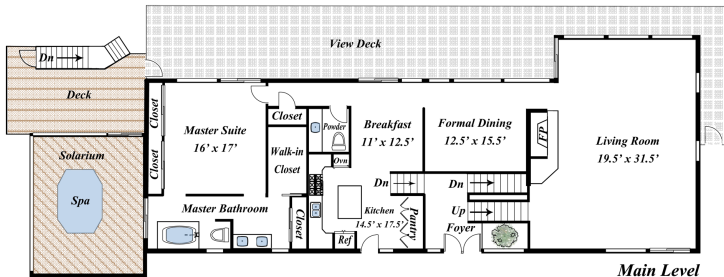 View Deck
Dn
Deck
Closet
Closet
Master Suite
16' x 17'
Closet
Powder
Breakfast
11' x 12.5'
Formal Dining
12.5' x 15.5'
FP
Living Room
19.5' x 31.5'
Solarium
Spa
Walk-in
Closet
Ovn
Dn
Dn
Master Bathroom
Closet
Kitchen
14.5' x 17.5'
Pantry
Up
Foyer
Ref
Main Level